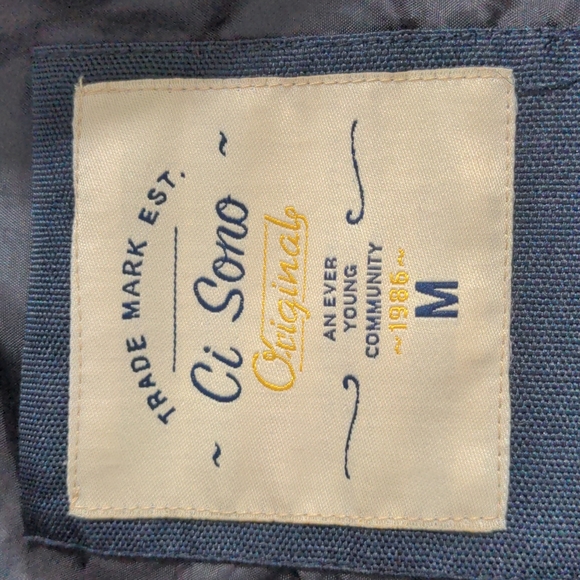 TRADE MARK EST.
~ Ci Sono ~
Original
AN EVER
YOUNG
COMMUNITY
~1986~
M